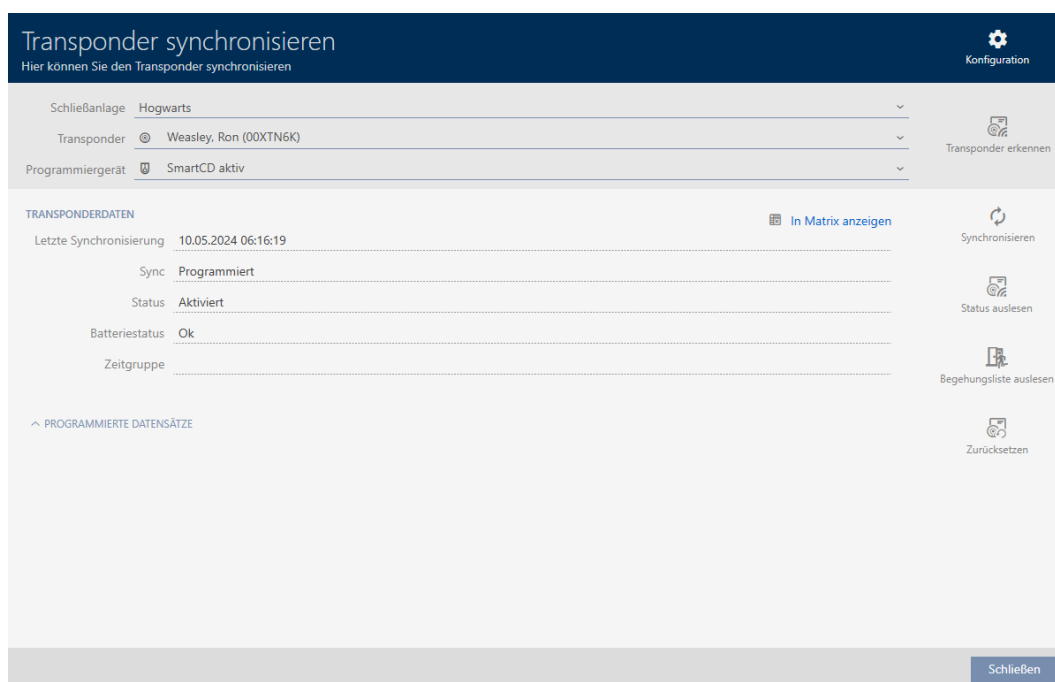 Transponder synchronisieren
Hier können Sie den Transponder synchronisieren
Konfiguration
Schließanlage Hogwarts
Transponder Weasley, Ron (00XTN6K)
Programmiergerät SmartCD aktiv
Transponder erkennen
TRANSPONDERDATEN
In Matrix anzeigen
Letzte Synchronisierung 10.05.2024 06:16:19
Synchronisieren
Sync Programmiert
Status Aktiviert
Status auslesen
Batteriestatus Ok
Zeitgruppe
Begehungsliste auslesen
PROGRAMMIERTE DATENSÄTZE
Zurücksetzen
Schließen